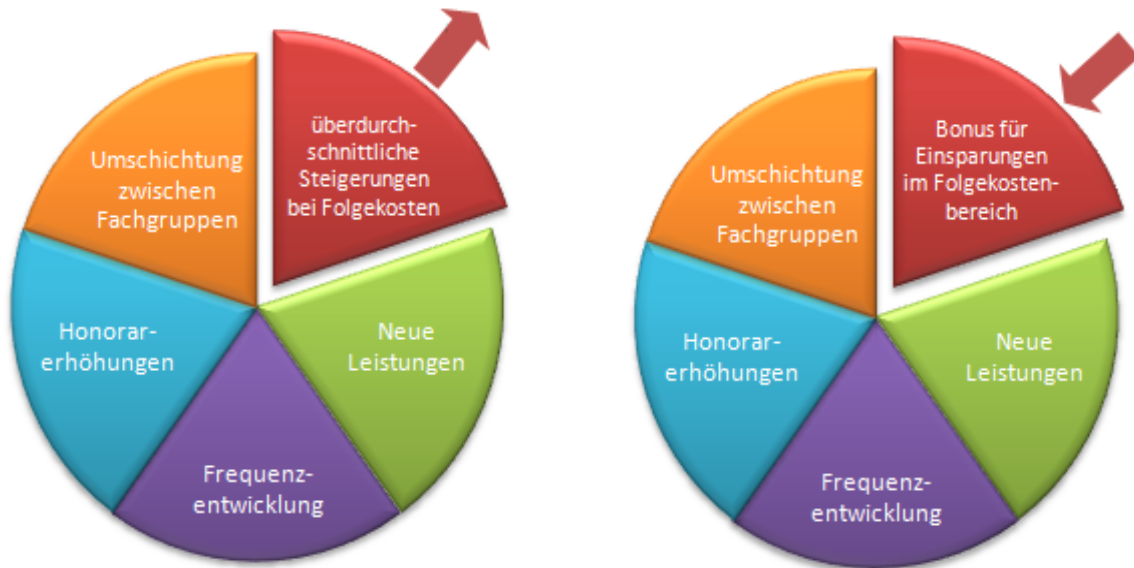 überdurch-
schnittliche
Steigerungen
bei Folgekosten
Umschichtung
zwischen
Fachgruppen
Honorar-
erhöhungen
Neue
Leistungen
Frequenz-
entwicklung
Bonus für
Einsparungen
im Folgekosten-
bereich
Umschichtung
zwischen
Fachgruppen
Honorar-
erhöhungen
Neue
Leistungen
Frequenz-
entwicklung